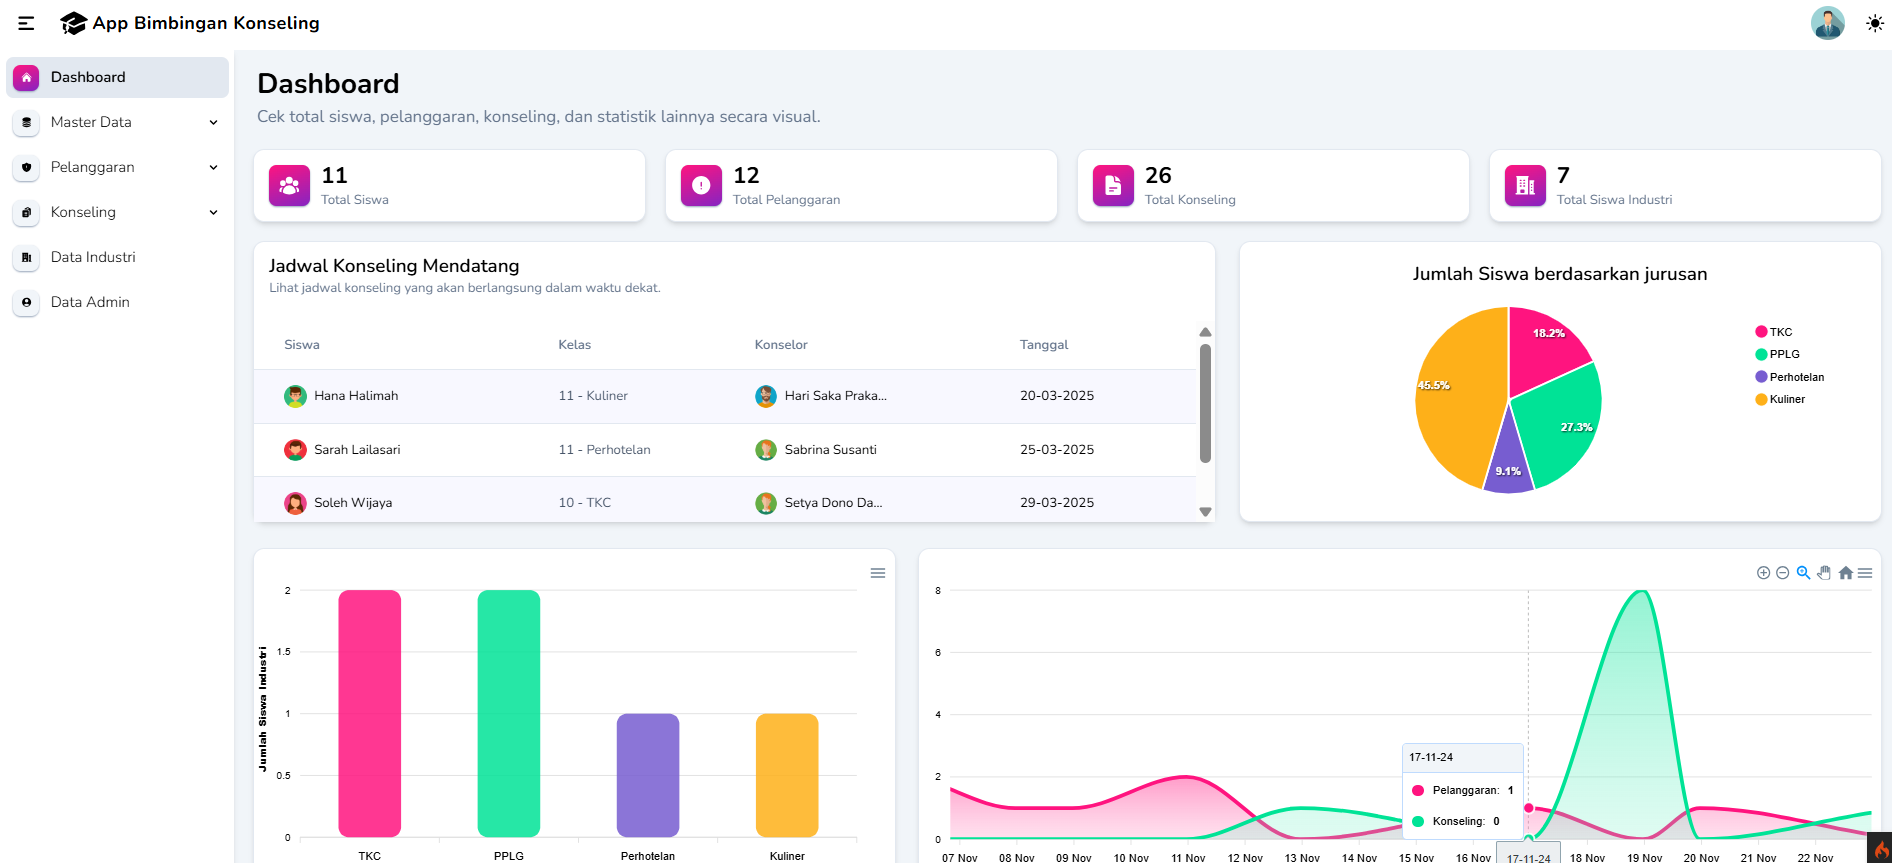 App Bimbingan Konseling
Dashboard
Master Data
Pelanggaran
Konseling
Data Industri
Data Admin
Dashboard
Cek total siswa, pelanggaran, konseling, dan statistik lainnya secara visual.
11
Total Siswa
12
Total Pelanggaran
26
Total Konseling
7
Total Siswa Industri
Jadwal Konseling Mendatang
Lihat jadwal konseling yang akan berlangsung dalam waktu dekat.
Siswa Kelas Konselor Tanggal
Hana Halimah 11 - Kuliner Hari Saka Praka... 20-03-2025
Sarah Lailasari 11 - Perhotelan Sabrina Susanti 25-03-2025
Soleh Wijaya 10 - TKC Setya Dono Da... 29-03-2025
Jumlah Siswa berdasarkan jurusan
18.2%
45.5%
27.3%
9.1%
TKC
PPLG
Perhotelan
Kuliner
Jumlah Siswa Industri
2
1.5
1
0.5
0
TKC PPLG Perhotelan Kuliner
8
6
4
2
0
17-11-24
Pelanggaran: 1
Konseling: 0
07 Nov 08 Nov 09 Nov 10 Nov 11 Nov 12 Nov 13 Nov 14 Nov 15 Nov 16 Nov 17-11-24 18 Nov 19 Nov 20 Nov 21 Nov 22 Nov